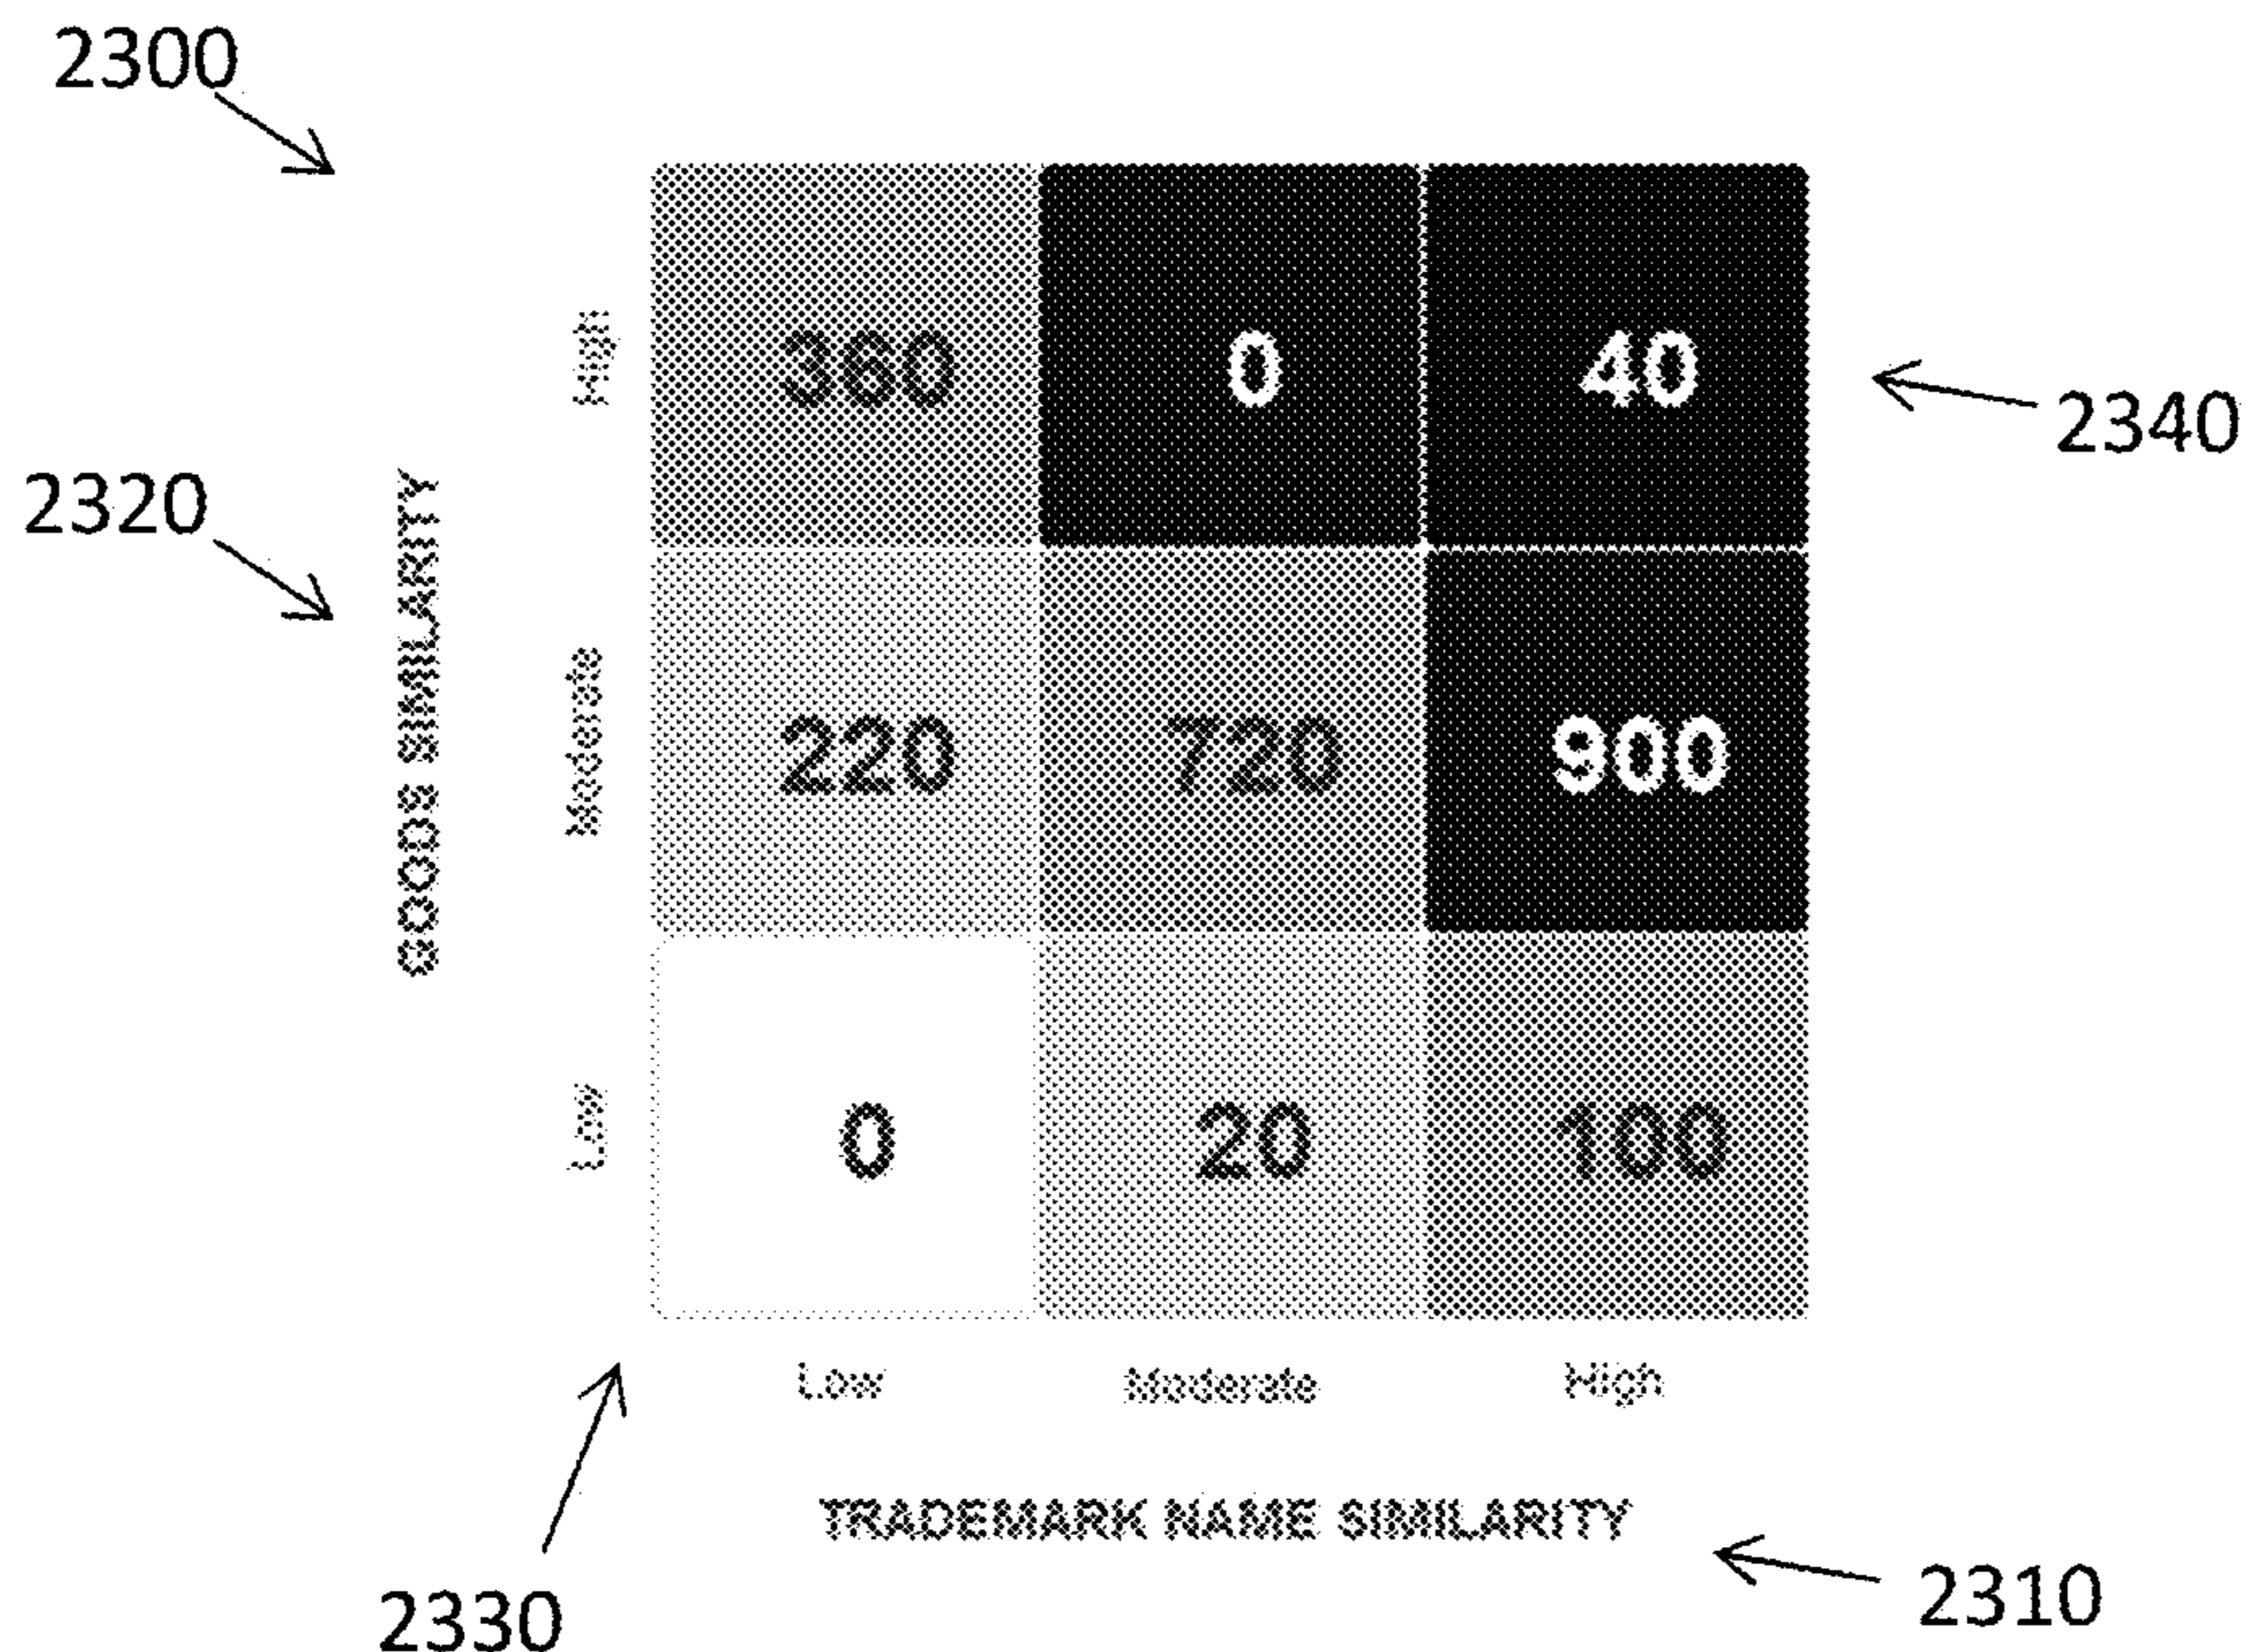 2300
High
360
0
40
2340
2320
GOODS SIMILARITY
Moderate
220
720
900
Low
0
20
100
Low
Moderate
High
TRADEMARK NAME SIMILARITY
2330
2310